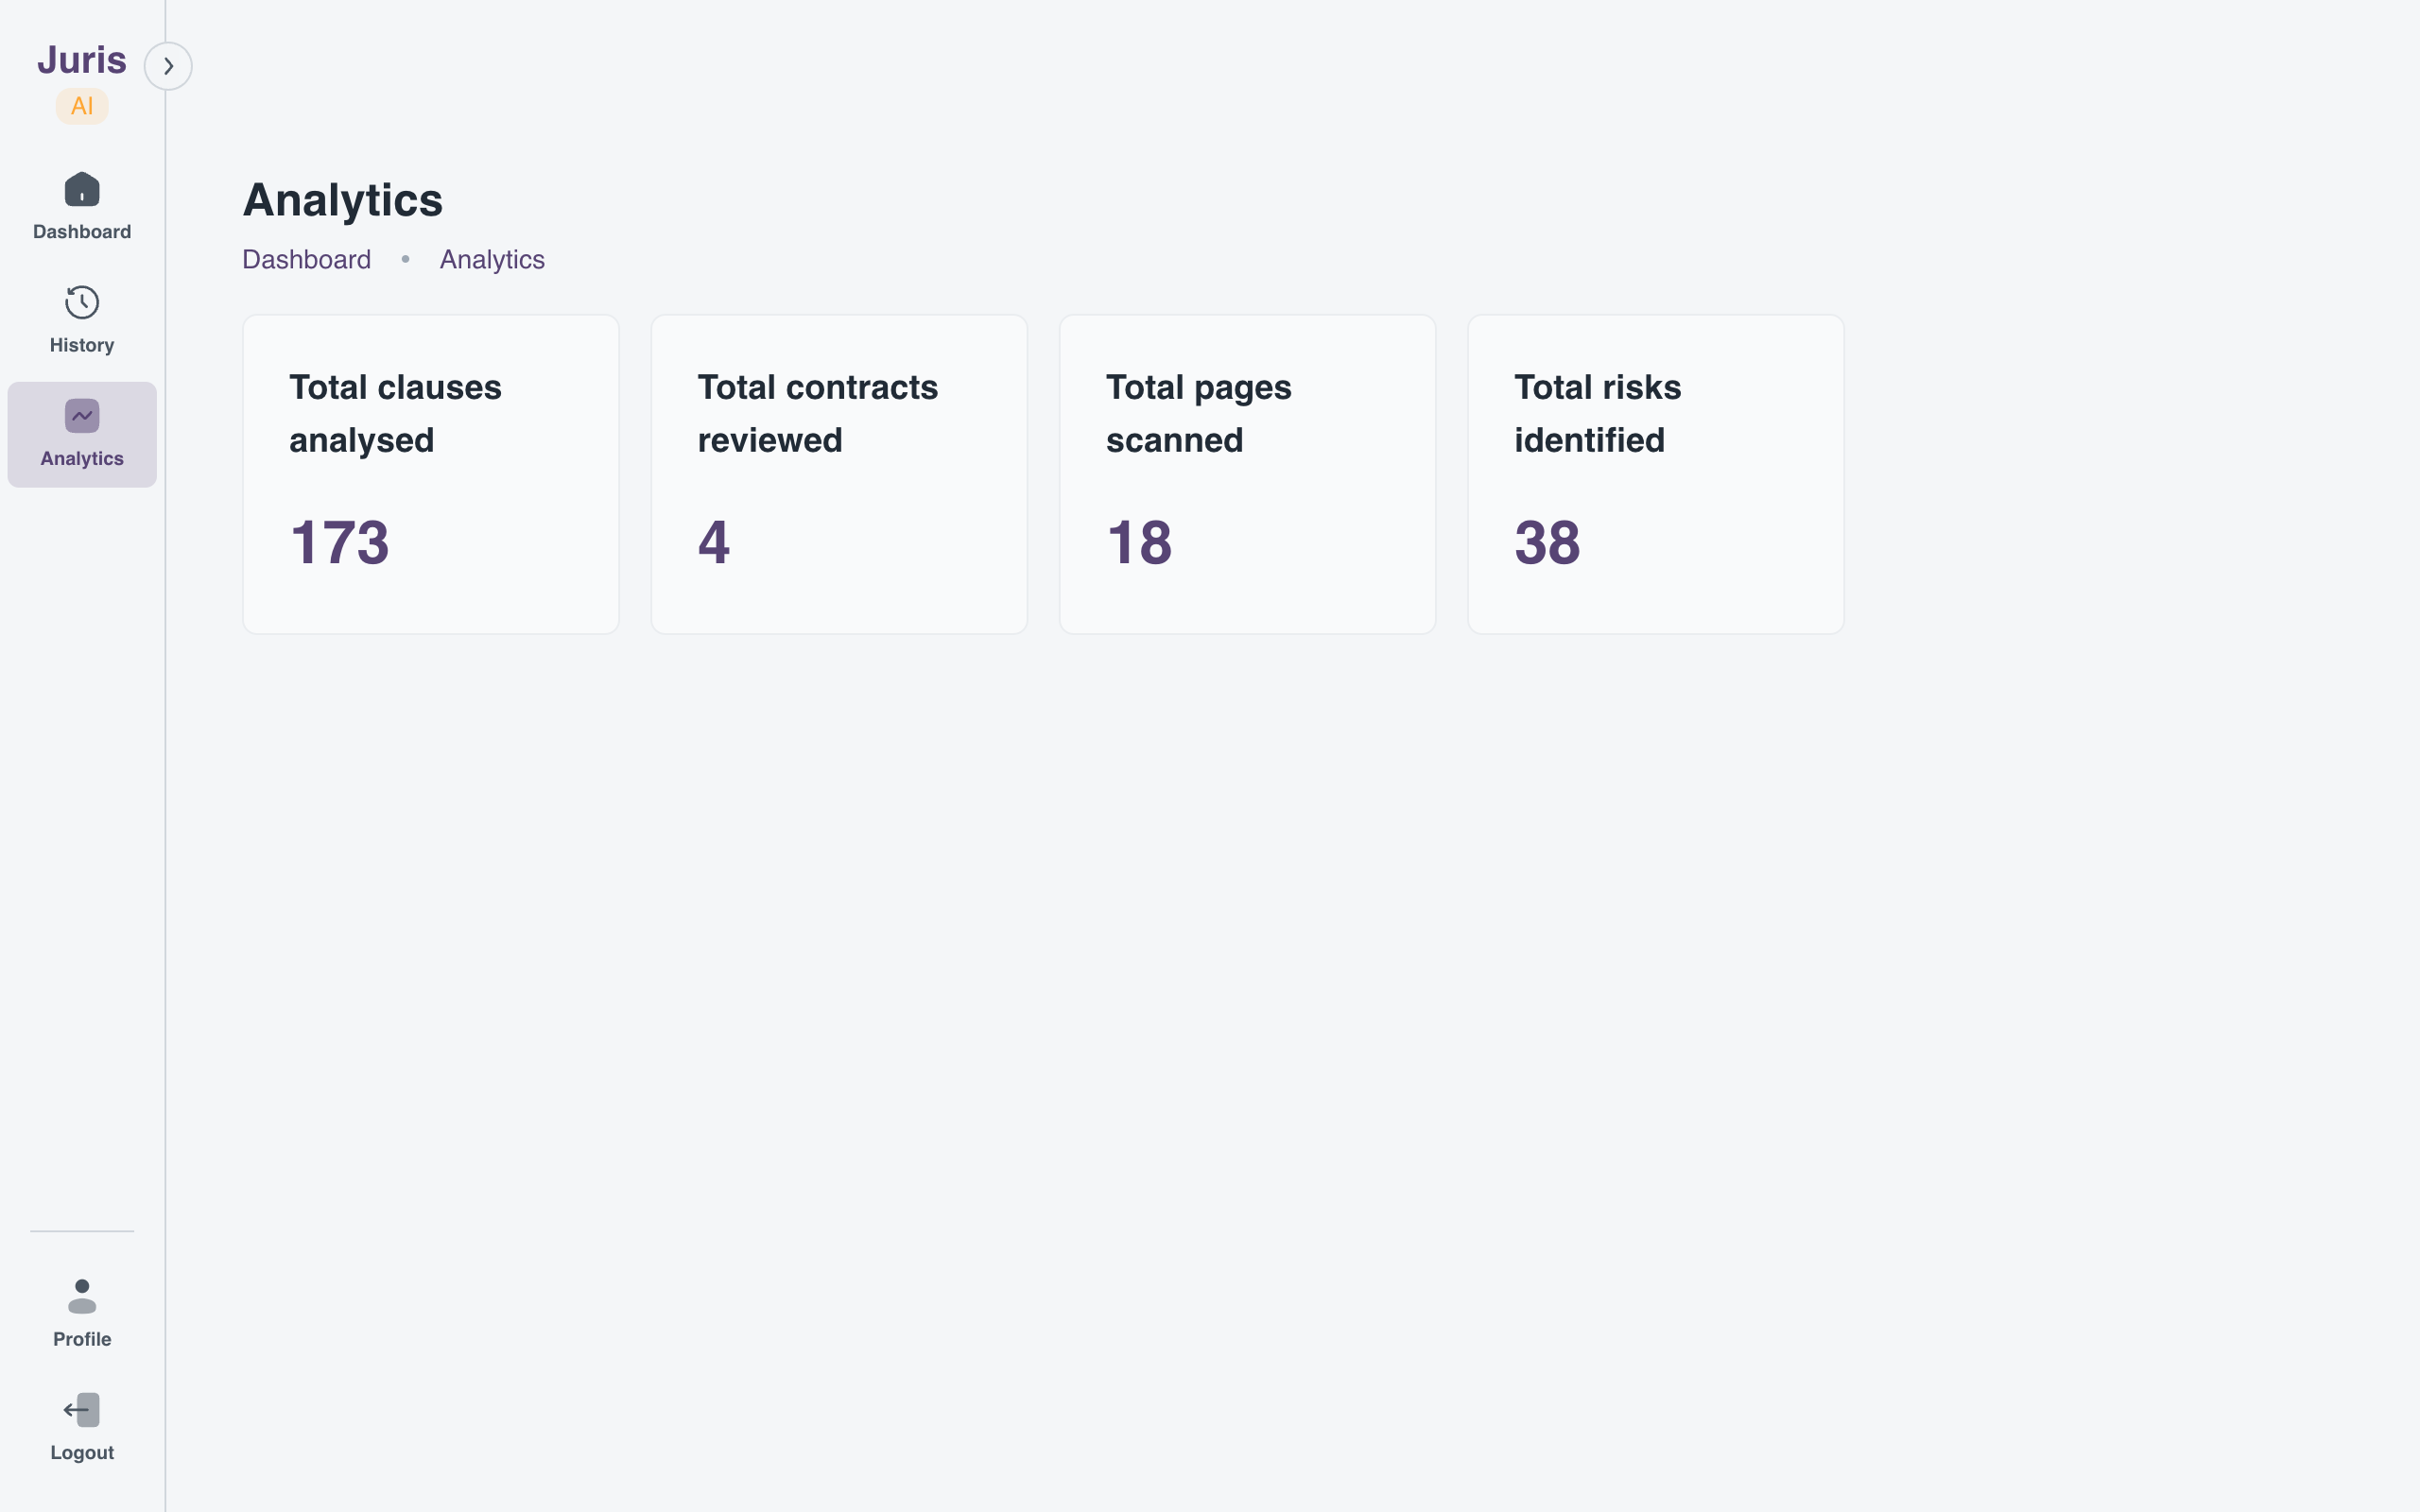 Juris
AI
Dashboard
History
Analytics
Profile
Logout
Analytics
Dashboard • Analytics
Total clauses
analysed
173
Total contracts
reviewed
4
Total pages
scanned
18
Total risks
identified
38